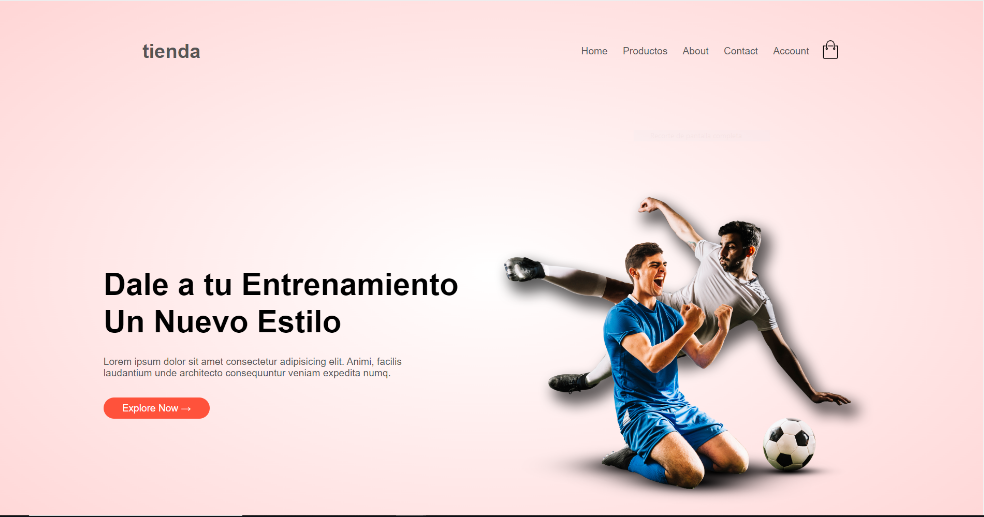 tienda
Home Productos About Contact Account
Dale a tu Entrenamiento
Un Nuevo Estilo
Lorem ipsum dolor sit amet consectetur adipisicing elit. Animi, facilis
laudantium unde architecto consequuntur veniam expedita numq.
Explore Now →